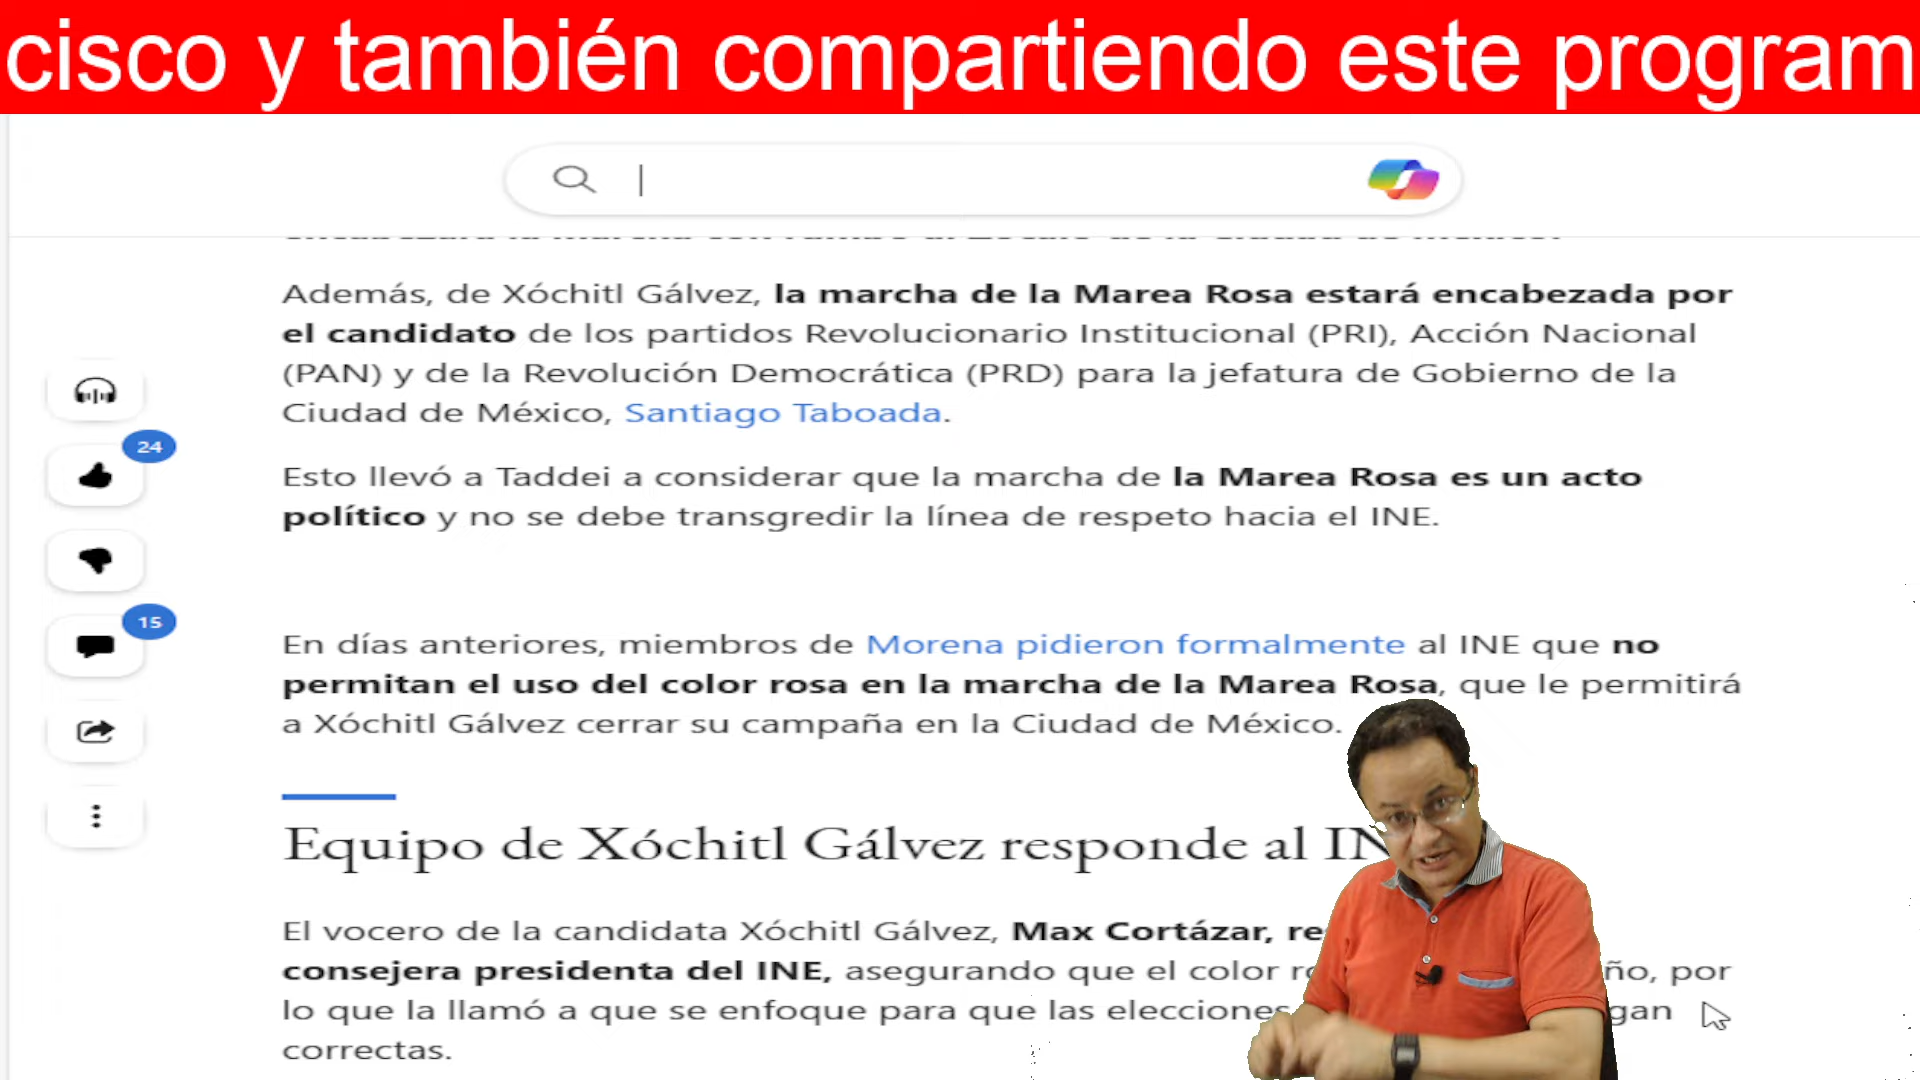 cisco y también compartiendo este program
Además, de Xóchitl Gálvez, la marcha de la Marea Rosa estará encabezada por
el candidato de los partidos Revolucionario Institucional (PRI), Acción Nacional
(PAN) y de la Revolución Democrática (PRD) para la jefatura de Gobierno de la
Ciudad de México, Santiago Taboada.
24
Esto llevó a Taddei a considerar que la marcha de la Marea Rosa es un acto
político y no se debe transgredir la línea de respeto hacia el INE.
15
En días anteriores, miembros de Morena pidieron formalmente al INE que no
permitan el uso del color rosa en la marcha de la Marea Rosa, que le permitirá
a Xóchitl Gálvez cerrar su campaña en la Ciudad de México.
Equipo de Xóchitl Gálvez responde al IN
El vocero de la candidata Xóchitl Gálvez, Max Cortázar, re
consejera presidenta del INE, asegurando que el color ro ño, por
lo que la llamó a que se enfoque para que las elecciones gan
correctas.